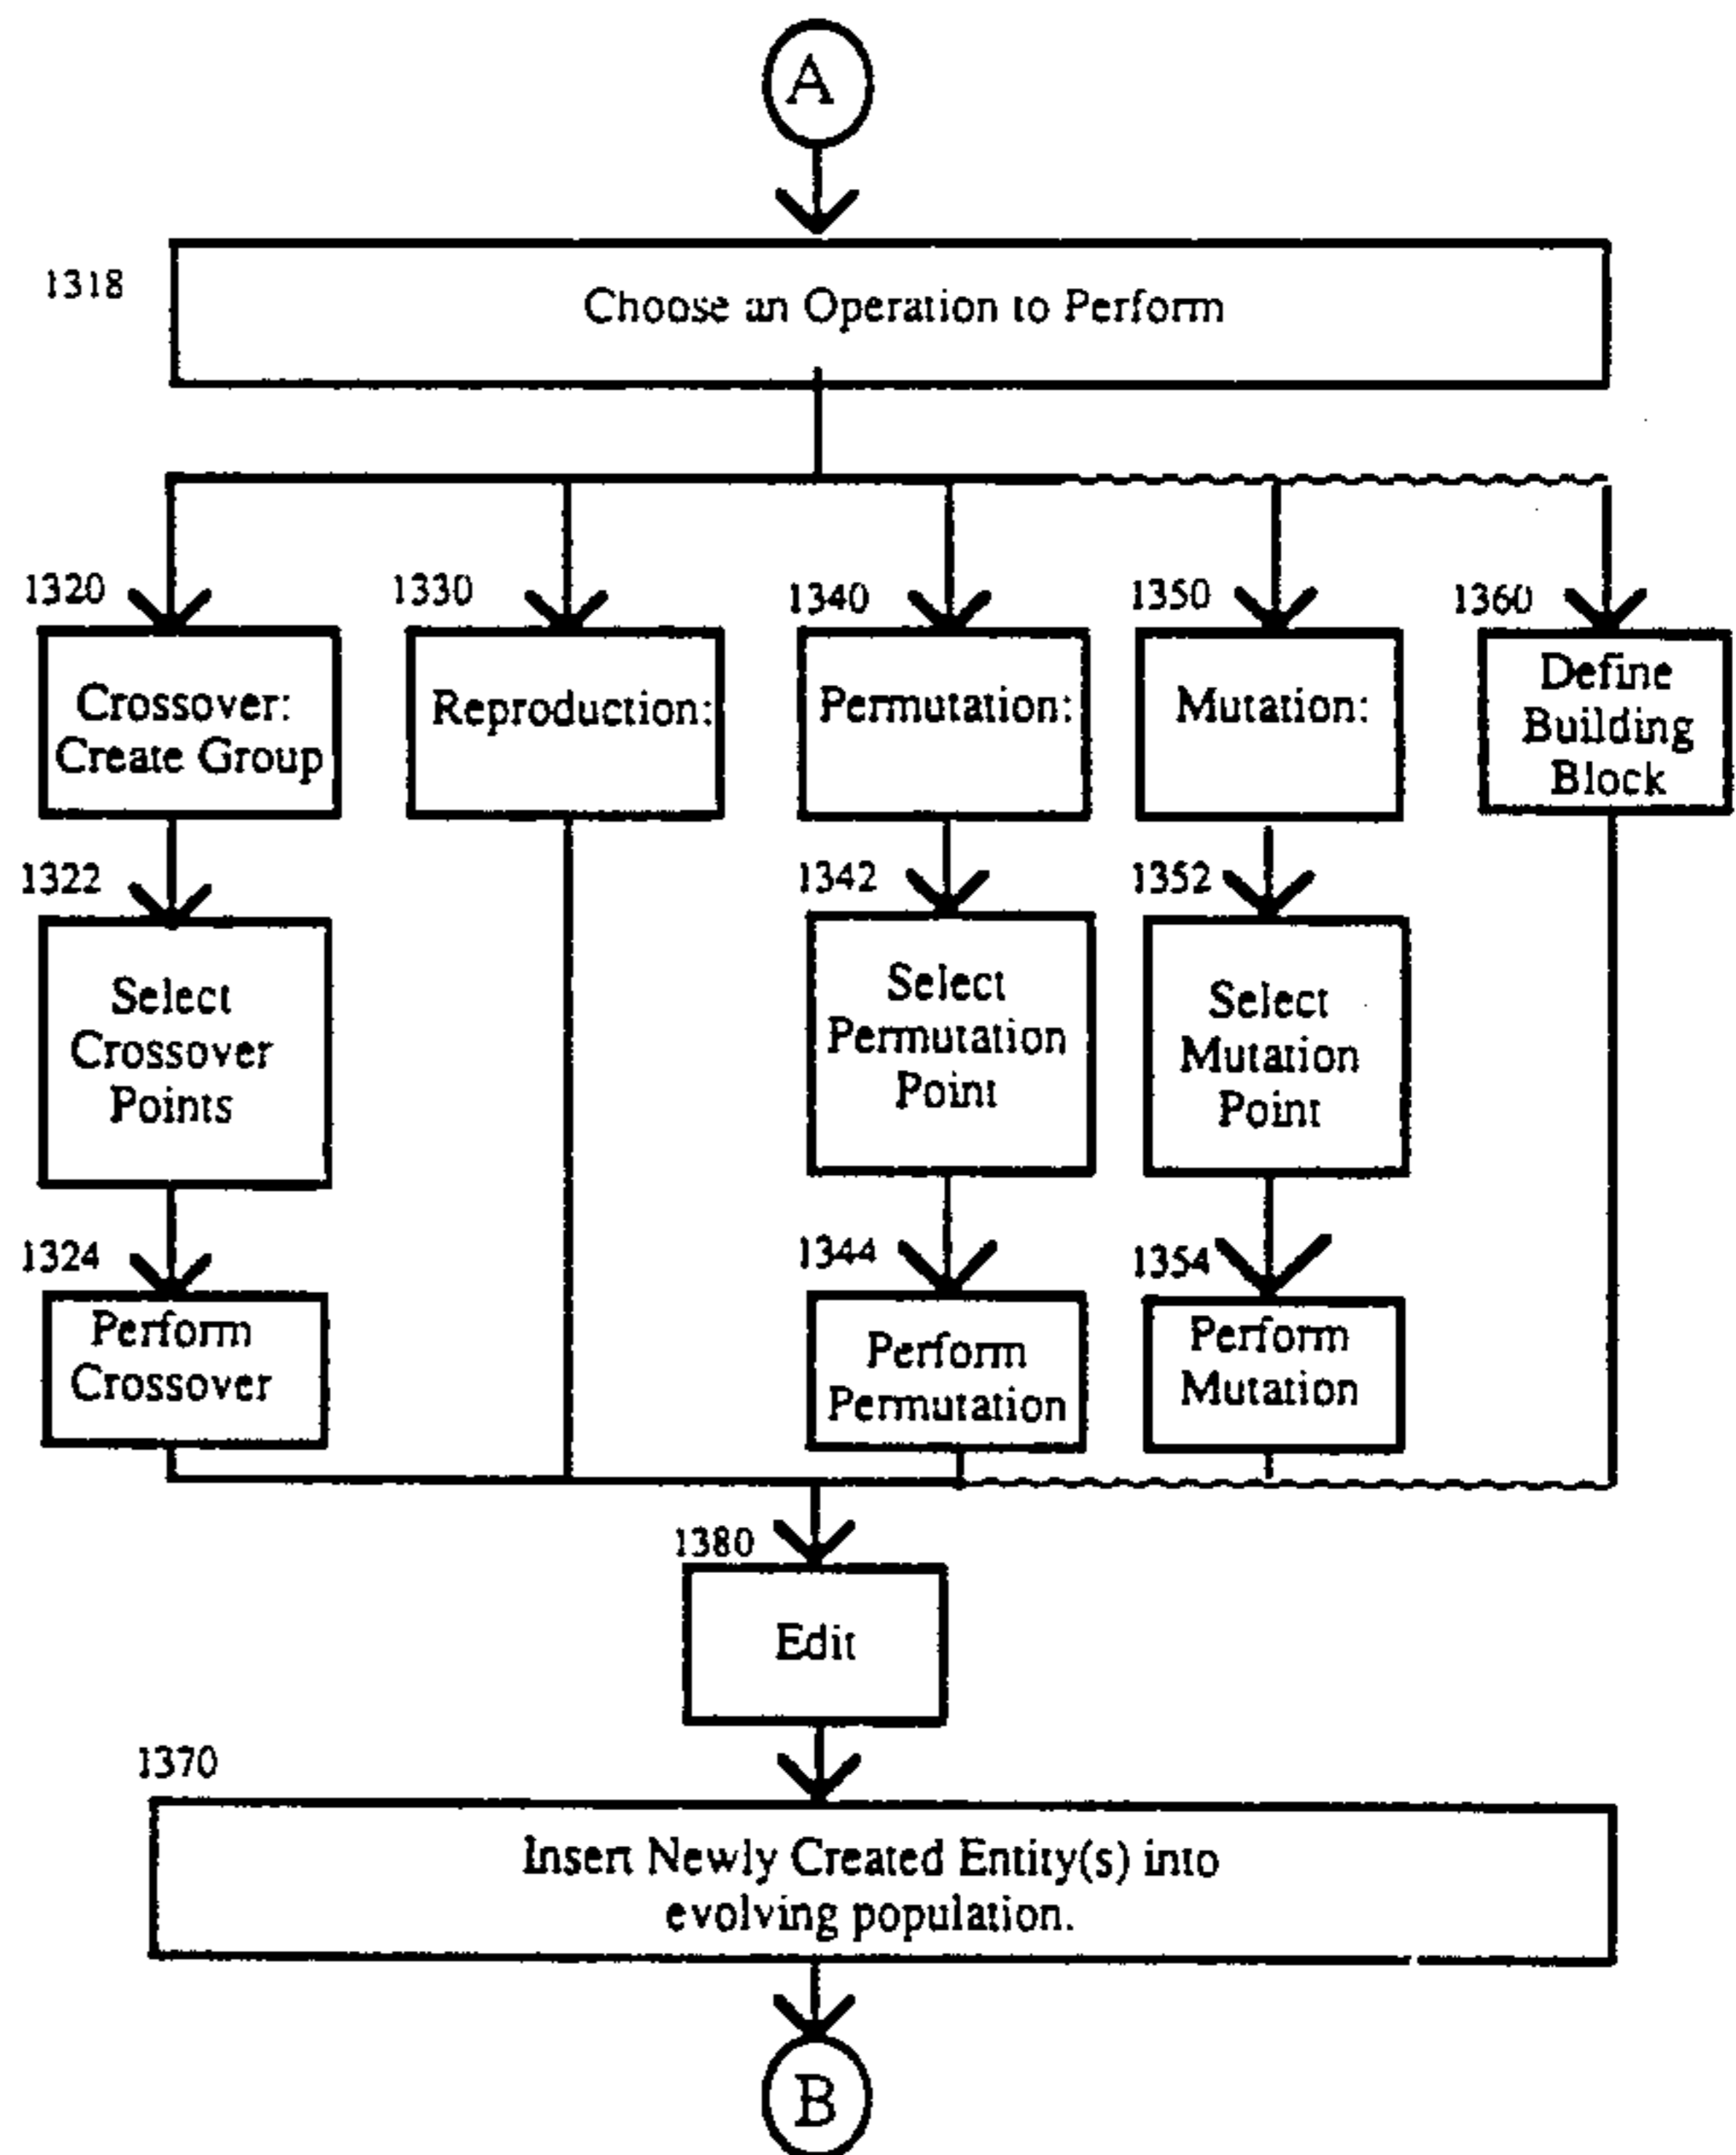 A
1318
Choose an Operation to Perform
1320
1330
1340
1350
1360
Crossover:
Create Group
Reproduction:
Permutation:
Mutation:
Define
Building
Block
1322
1342
1352
Select
Crossover
Points
Select
Permutation
Point
Select
Mutation
Point
1324
1344
1354
Perform
Crossover
Perform
Permutation
Perform
Mutation
1380
Edit
1370
Insert Newly Created Entity(s) into
evolving population.
B